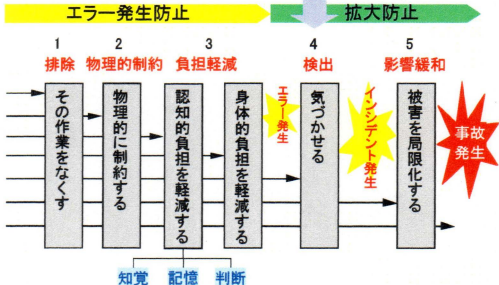 エラー発生防止
拡大防止
1
2
3
4
5
排除
物理的制約
負担軽減
検出
影響緩和
その作業をなくす
物理的に制約する
認知的負担を軽減する
身体的負担を軽減する
エラー発生
気づかせる
インシデント発生
被害を局限化する
事故
発生
知覚
記憶
判断